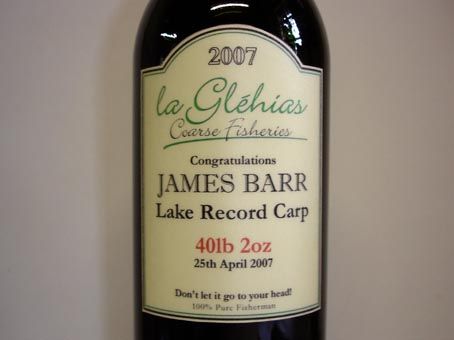 2007
la Gléhias
Coarse Fisheries
Congratulations
JAMES BARR
Lake Record Carp
40lb 2oz
25th April 2007
Don't let it go to your head!
100% Pure Fisherman